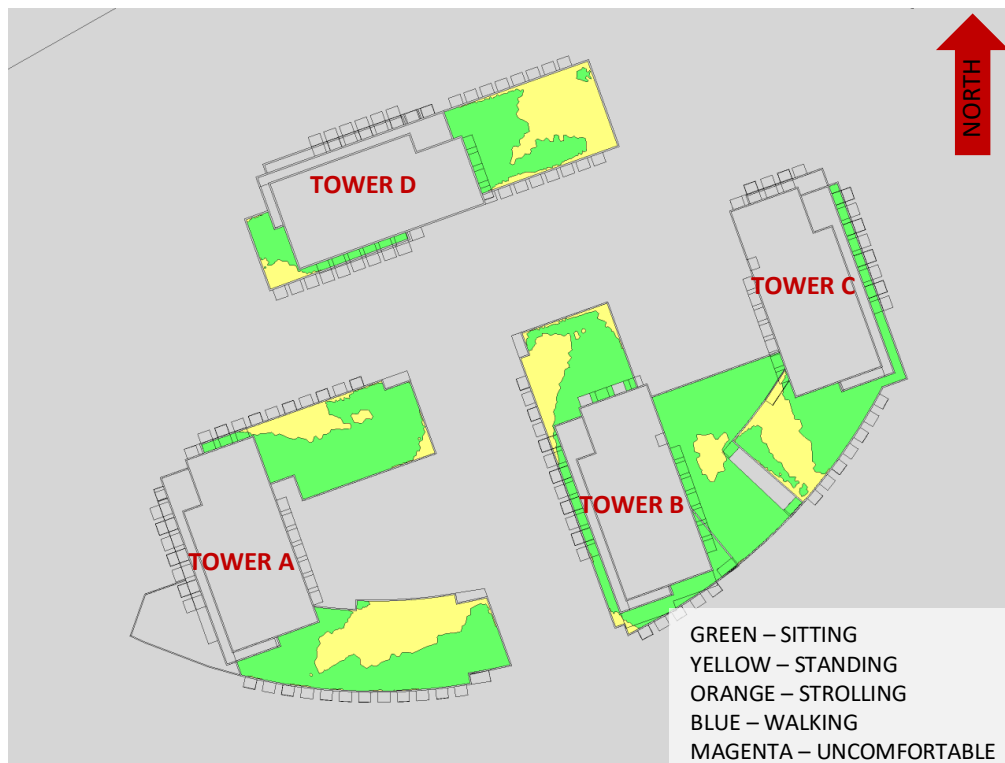 NORTH
TOWER D
TOWER C
TOWER B
TOWER A
GREEN – SITTING
YELLOW – STANDING
ORANGE – STROLLING
BLUE – WALKING
MAGENTA – UNCOMFORTABLE